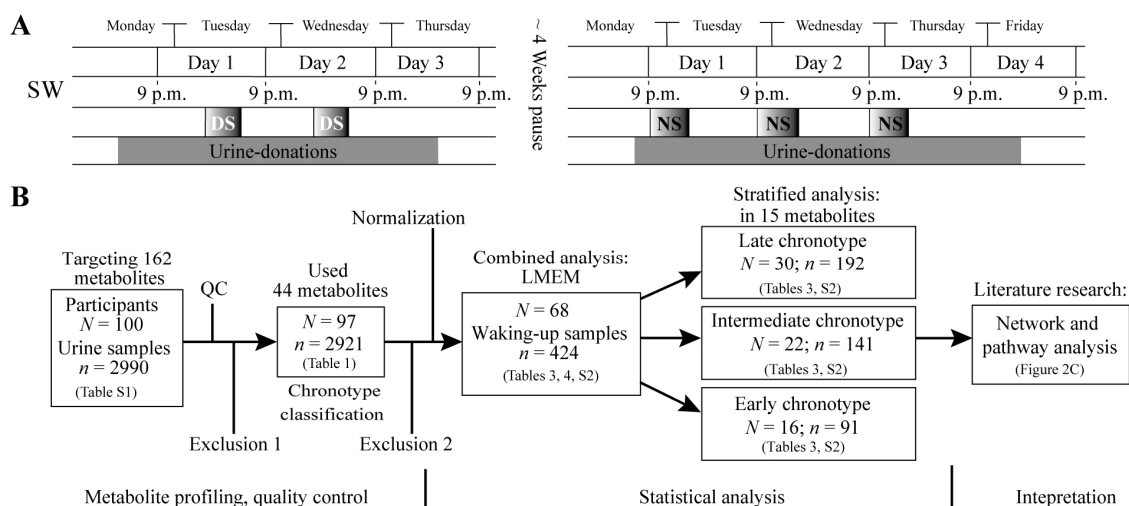 A
Monday Tuesday Wednesday Thursday
Day 1 Day 2 Day 3
SW
9 p.m. 9 p.m. 9 p.m. 9 p.m.
DS DS
Urine-donations
~ 4 Weeks pause
Monday Tuesday Wednesday Thursday Friday
Day 1 Day 2 Day 3 Day 4
9 p.m. 9 p.m. 9 p.m. 9 p.m. 9 p.m.
NS NS NS
Urine-donations
B
Targeting 162
metabolites
Participants
N = 100
Urine samples
n = 2990
(Table S1)
QC
Exclusion 1
Used
44 metabolites
N = 97
n = 2921
(Table 1)
Chronotype
classification
Normalization
Exclusion 2
Combined analysis:
LMEM
N = 68
Waking-up samples
n = 424
(Tables 3, 4, S2)
Stratified analysis:
in 15 metabolites
Late chronotype
N = 30; n = 192
(Tables 3, S2)
Intermediate chronotype
N = 22; n = 141
(Tables 3, S2)
Early chronotype
N = 16; n = 91
(Tables 3, S2)
Literature research:
Network and
pathway analysis
(Figure 2C)
Metabolite profiling, quality control
Statistical analysis
Intepretation